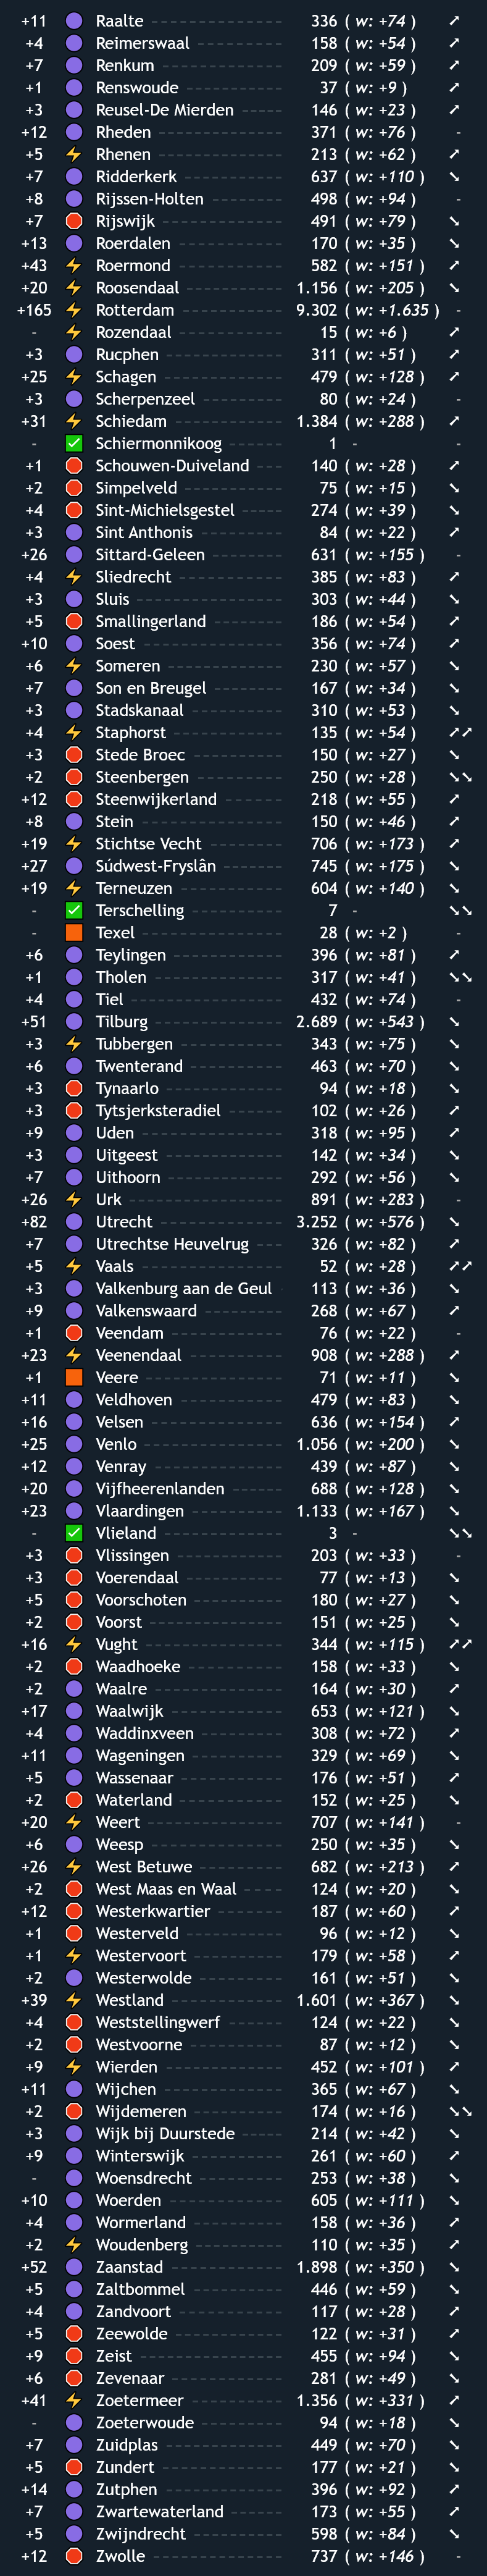 +11 Raalte 336 ( w: +74 )
+4 Reimerswaal 158 ( w: +54 )
+7 Renkum 209 ( w: +59 )
+1 Renswoude 37 ( w: +9 )
+3 Reusel-De Mierden 146 ( w: +23 )
+12 Rheden 371 ( w: +76 ) -
+5 Rhenen 213 ( w: +62 )
+7 Ridderkerk 637 ( w: +110 )
+8 Rijssen-Holten 498 ( w: +94 ) -
+7 Rijswijk 491 ( w: +79 )
+13 Roerdalen 170 ( w: +35 )
+43 Roermond 582 ( w: +151 )
+20 Roosendaal 1.156 ( w: +205 )
+165 Rotterdam 9.302 ( w: +1.635 ) -
- Rozendaal 15 ( w: +6 )
+3 Rucphen 311 ( w: +51 )
+25 Schagen 479 ( w: +128 )
+3 Scherpenzeel 80 ( w: +24 ) -
+31 Schiedam 1.384 ( w: +288 )
- Schiermonnikoog 1 - -
+1 Schouwen-Duiveland 140 ( w: +28 )
+2 Simpelveld 75 ( w: +15 )
+4 Sint-Michielsgestel 274 ( w: +39 )
+3 Sint Anthonis 84 ( w: +22 )
+26 Sittard-Geleen 631 ( w: +155 ) -
+4 Sliedrecht 385 ( w: +83 )
+3 Sluis 303 ( w: +44 )
+5 Smallingerland 186 ( w: +54 )
+10 Soest 356 ( w: +74 )
+6 Someren 230 ( w: +57 )
+7 Son en Breugel 167 ( w: +34 )
+3 Stadskanaal 310 ( w: +53 )
+4 Staphorst 135 ( w: +54 )
+3 Stede Broec 150 ( w: +27 )
+2 Steenbergen 250 ( w: +28 )
+12 Steenwijkerland 218 ( w: +55 )
+8 Stein 150 ( w: +46 )
+19 Stichtse Vecht 706 ( w: +173 )
+27 Súdwest-Fryslân 745 ( w: +175 )
+19 Terneuzen 604 ( w: +140 )
- Terschelling 7 -
- Texel 28 ( w: +2 ) -
+6 Teylingen 396 ( w: +81 )
+1 Tholen 317 ( w: +41 )
+4 Tiel 432 ( w: +74 ) -
+51 Tilburg 2.689 ( w: +543 )
+3 Tubbergen 343 ( w: +75 )
+6 Twenterand 463 ( w: +70 )
+3 Tynaarlo 94 ( w: +18 )
+3 Tytsjerksteradiel 102 ( w: +26 )
+9 Uden 318 ( w: +95 )
+3 Uitgeest 142 ( w: +34 )
+7 Uithoorn 292 ( w: +56 )
+26 Urk 891 ( w: +283 ) -
+82 Utrecht 3.252 ( w: +576 )
+7 Utrechtse Heuvelrug 326 ( w: +82 )
+5 Vaals 52 ( w: +28 )
+3 Valkenburg aan de Geul 113 ( w: +36 )
+9 Valkenswaard 268 ( w: +67 )
+1 Veendam 76 ( w: +22 ) -
+23 Veenendaal 908 ( w: +288 )
+1 Veere 71 ( w: +11 )
+11 Veldhoven 479 ( w: +83 )
+16 Velsen 636 ( w: +154 )
+25 Venlo 1.056 ( w: +200 )
+12 Venray 439 ( w: +87 )
+20 Vijfheerenlanden 688 ( w: +128 )
+23 Vlaardingen 1.133 ( w: +167 )
- Vlieland 3 -
+3 Vlissingen 203 ( w: +33 ) -
+3 Voerendaal 77 ( w: +13 )
+5 Voorschoten 180 ( w: +27 )
+2 Voorst 151 ( w: +25 )
+16 Vught 344 ( w: +115 )
+2 Waadhoeke 158 ( w: +33 )
+2 Waalre 164 ( w: +30 )
+17 Waalwijk 653 ( w: +121 )
+4 Waddinxveen 308 ( w: +72 )
+11 Wageningen 329 ( w: +69 )
+5 Wassenaar 176 ( w: +51 )
+2 Waterland 152 ( w: +25 )
+20 Weert 707 ( w: +141 ) -
+6 Weesp 250 ( w: +35 )
+26 West Betuwe 682 ( w: +213 )
+2 West Maas en Waal 124 ( w: +20 )
+12 Westerkwartier 187 ( w: +60 )
+1 Westerveld 96 ( w: +12 )
+1 Westervoort 179 ( w: +58 )
+2 Westerwolde 161 ( w: +51 )
+39 Westland 1.601 ( w: +367 )
+4 Weststellingwerf 124 ( w: +22 )
+2 Westvoorne 87 ( w: +12 )
+9 Wierden 452 ( w: +101 )
+11 Wijchen 365 ( w: +67 )
+2 Wijdemeren 174 ( w: +16 )
+3 Wijk bij Duurstede 214 ( w: +42 )
+9 Winterswijk 261 ( w: +60 )
- Woensdrecht 253 ( w: +38 )
+10 Woerden 605 ( w: +111 )
+4 Wormerland 158 ( w: +36 )
+2 Woudenberg 110 ( w: +35 )
+52 Zaanstad 1.898 ( w: +350 )
+5 Zaltbommel 446 ( w: +59 )
+4 Zandvoort 117 ( w: +28 )
+5 Zeewolde 122 ( w: +31 )
+9 Zeist 455 ( w: +94 )
+6 Zevenaar 281 ( w: +49 )
+41 Zoetermeer 1.356 ( w: +331 )
- Zoeterwoude 94 ( w: +18 )
+7 Zuidplas 449 ( w: +70 )
+5 Zundert 177 ( w: +21 )
+14 Zutphen 396 ( w: +92 )
+7 Zwartewaterland 173 ( w: +55 )
+5 Zwijndrecht 598 ( w: +84 )
+12 Zwolle 737 ( w: +146 ) -